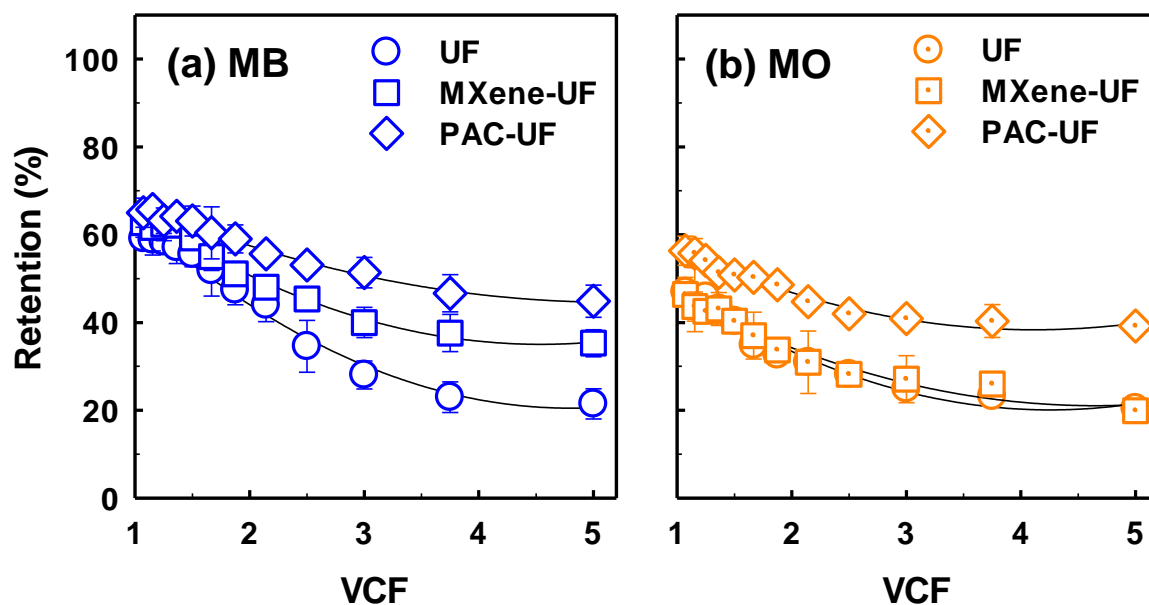 Retention (%)
100
80
60
40
20
0
(a) MB
UF
MXene-UF
PAC-UF
1 2 3 4 5
VCF
(b) MO
UF
MXene-UF
PAC-UF
1 2 3 4 5
VCF